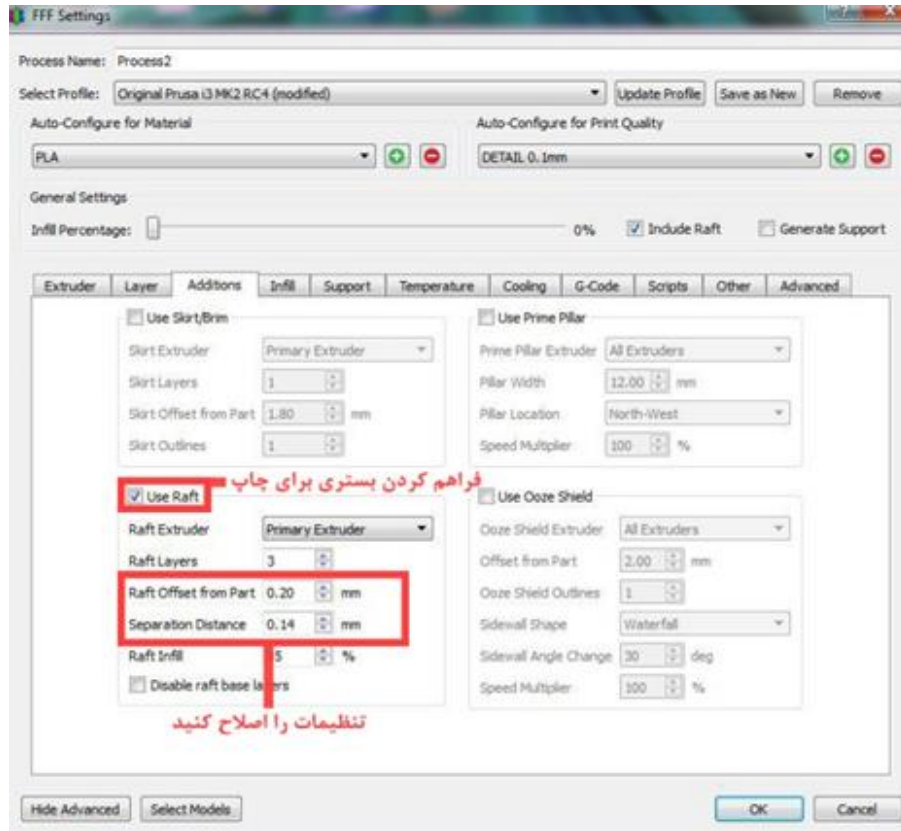 FFF Settings
Process Name: Process2
Select Profile: Original Prusa i3 MK2 RC4 (modified) Update Profile Save as New Remove
Auto-Configure for Material Auto-Configure for Print Quality
PLA DETAIL 0.1mm
General Settings
Infill Percentage: 0% Include Raft Generate Support
Extruder Layer Additions Infill Support Temperature Cooling G-Code Scripts Other Advanced
Use Skirt/Brim Use Prime Pillar
Skirt Extruder Primary Extruder Prime Pillar Extruder All Extruders
Skirt Layers 1 Pillar Width 12.00 mm
Skirt Offset from Part 1.80 mm Pillar Location North-West
Skirt Outlines 1 Speed Multiplier 100 %
فراهم کردن بستری برای چاپ
Use Raft Use Ooze Shield
Raft Extruder Primary Extruder Ooze Shield Extruder All Extruders
Raft Layers 3 Offset from Part 2.00 mm
Raft Offset from Part 0.20 mm Ooze Shield Outlines 1
Separation Distance 0.14 mm Sidewall Shape Waterfall
Raft Infill %  Sidewall Angle Change 30 deg
Disable raft base layers Speed Multiplier 100 %
تنظیمات را اصلاح کنید
Hide Advanced Select Models OK Cancel